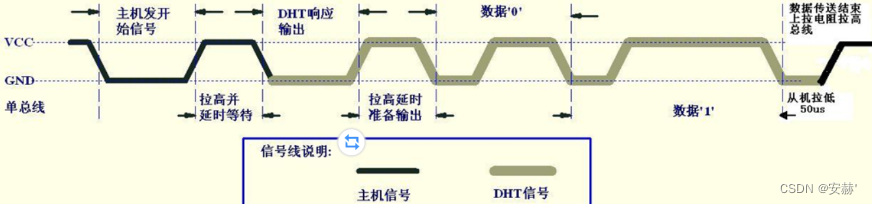 主机发开
始信号
DHT响应
输出
数据'0'
数据传送结束
上拉电阻拉高
总线
VCC
GND
单总线
拉高并
延时等待
拉高延时
准备输出
数据'1'
从机拉低
50us
信号线说明:
主机信号
DHT信号
CSDN @安赫'